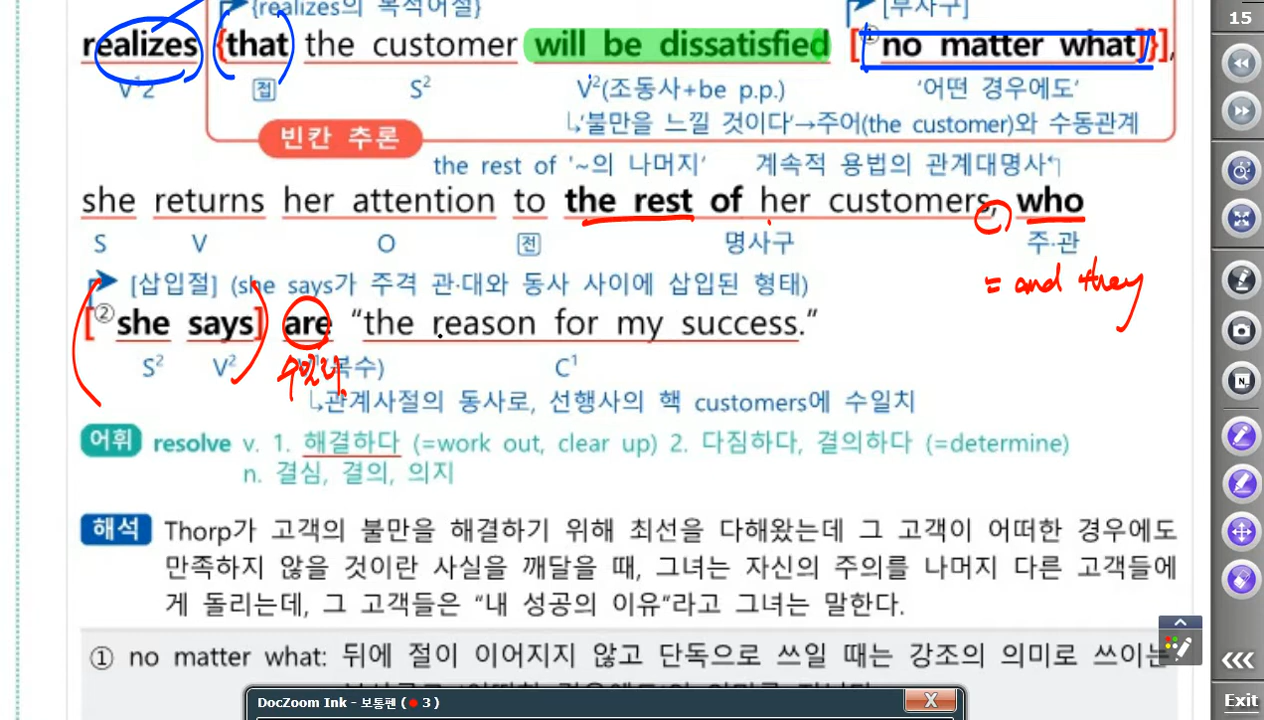 {realizes의 목적어절} [부사구]
realizes {that the customer will be dissatisfied [①no matter what]}],
V¹2 접 S² V²(조동사+be p.p.) '어떤 경우에도'
↳'불만을 느낄 것이다'→주어(the customer)와 수동관계
빈칸 추론
the rest of '~의 나머지' 계속적 용법의 관계대명사
she returns her attention to the rest of her customers, who
S V O 전 명사구 주·관
[삽입절] (she says가 주격 관·대와 동사 사이에 삽입된 형태) = and they
[②she says] are “the reason for my success.”
S² V² V¹(복수) C¹
수일치
↳관계사절의 동사로, 선행사의 핵 customers에 수일치
어휘 resolve v. 1. 해결하다 (=work out, clear up) 2. 다짐하다, 결의하다 (=determine)
n. 결심, 결의, 의지
해석 Thorp가 고객의 불만을 해결하기 위해 최선을 다해왔는데 그 고객이 어떠한 경우에도
만족하지 않을 것이란 사실을 깨달을 때, 그녀는 자신의 주의를 나머지 다른 고객들에
게 돌리는데, 그 고객들은 “내 성공의 이유”라고 그녀는 말한다.
① no matter what: 뒤에 절이 이어지지 않고 단독으로 쓰일 때는 강조의 의미로 쓰이는
DocZoom Ink - 보통펜 (●3) X
15
N
Exit